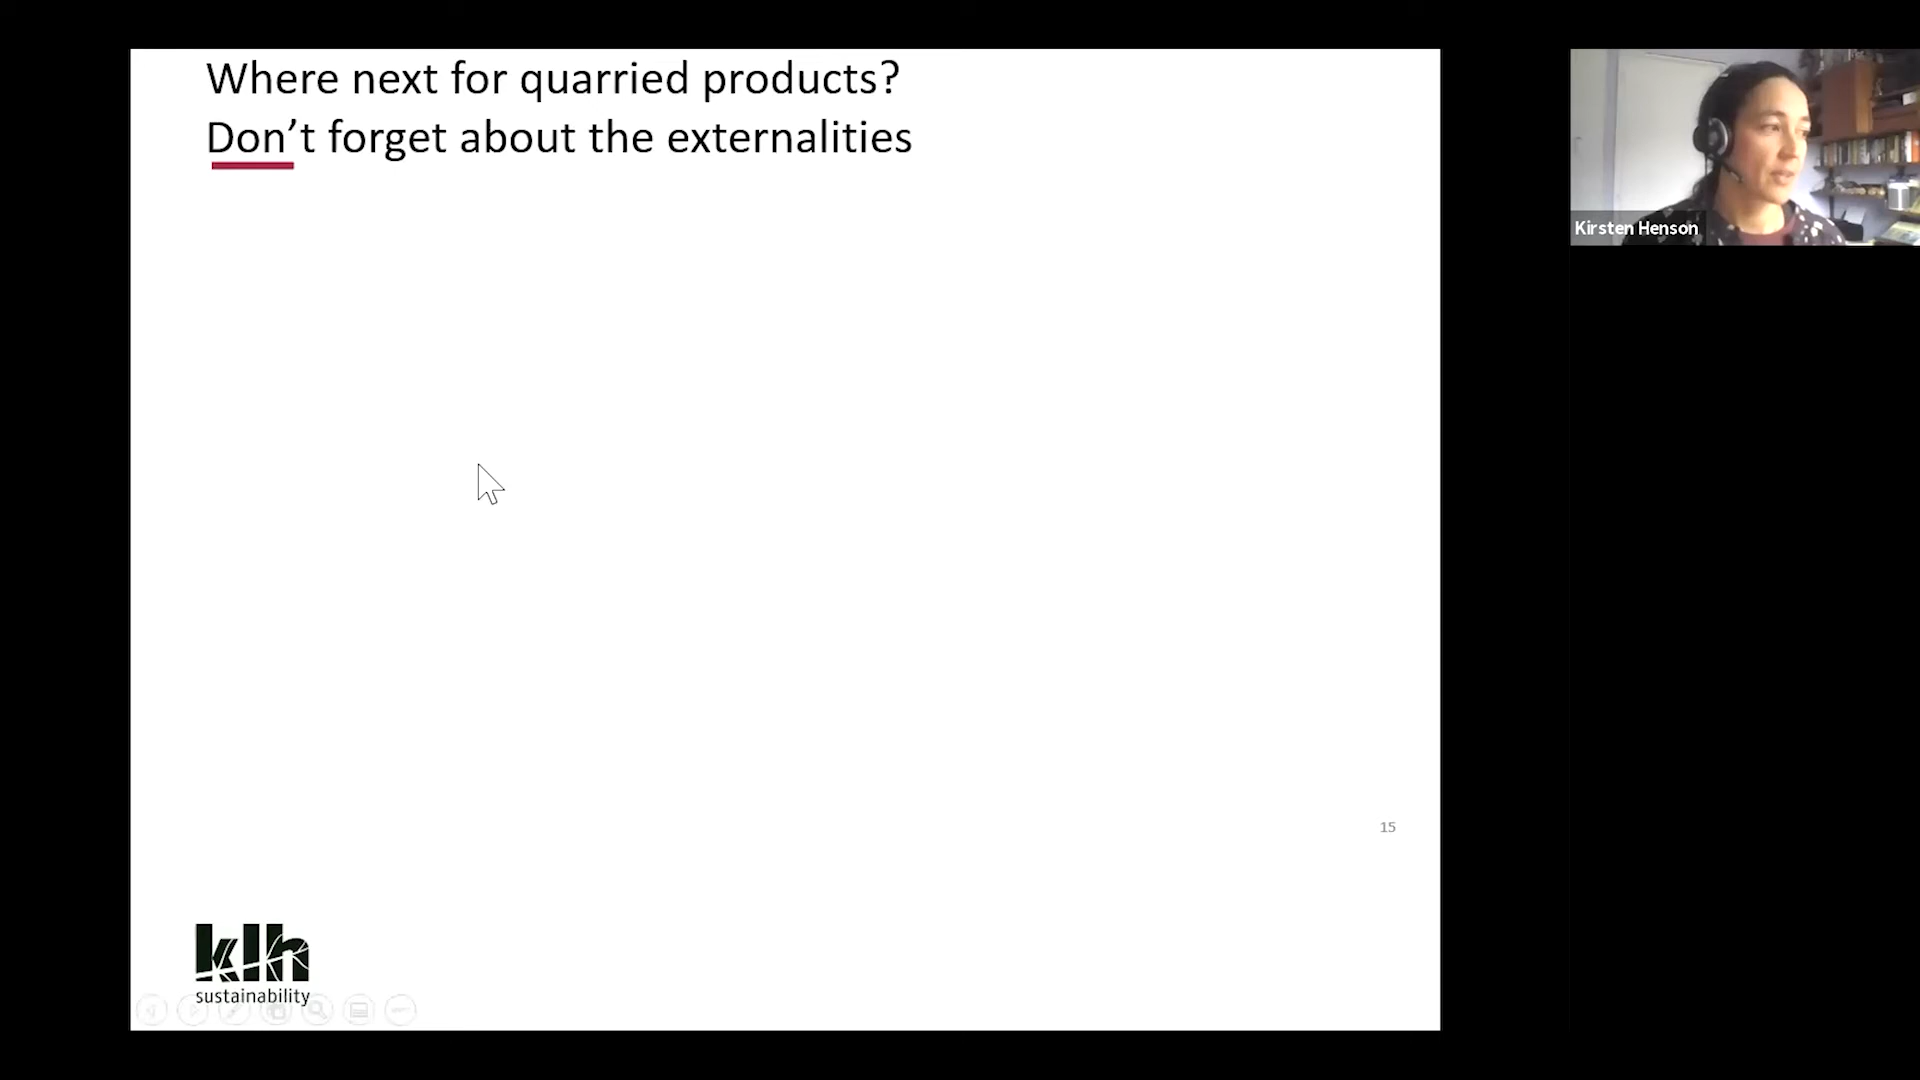 Where next for quarried products?
Don’t forget about the externalities
Kirsten Henson
15
klh
sustainability